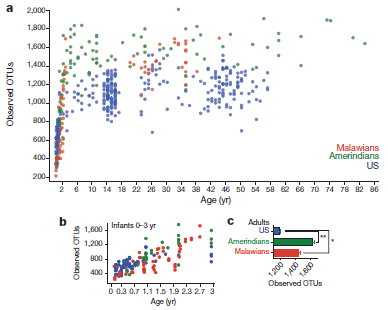 a
Observed OTUs
2,000
1,800
1,600
1,400
1,200
1,000
800
600
400
200
2 6 10 14 18 22 26 30 34 38 42 46 50 54 58 62 66 70 74 78 82 86
Age (yr)
Malawians
Amerindians
US
b
Infants 0–3 yr
Observed OTUs
1,600
1,200
800
400
0 0.3 0.7 1.1 1.5 1.9 2.3 2.7 3
Age (yr)
c
Adults
US
Amerindians
Malawians
**
*
1,200
1,400
1,600
Observed OTUs